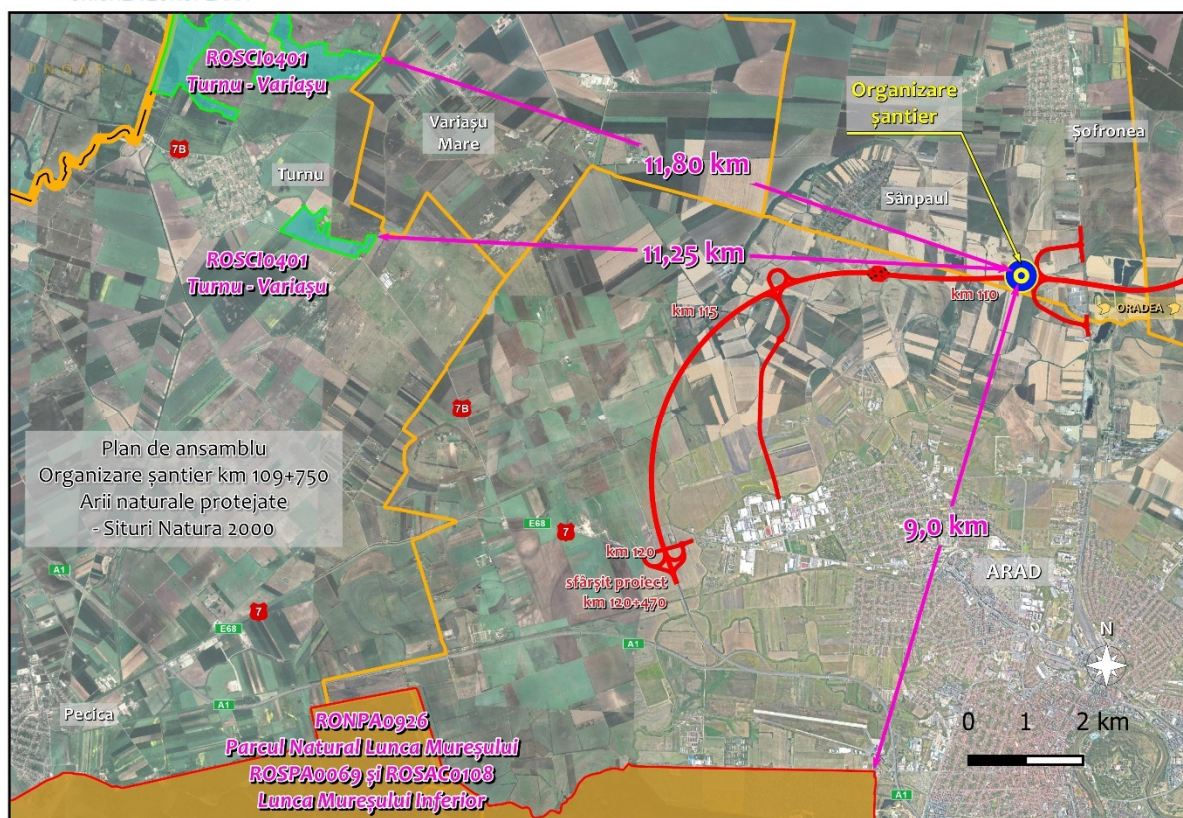 UNGARIA
ROSCI0401
Turnu - Variașu
7B
Turnu
Variașu
Mare
11,80 km
Organizare
șantier
Șofronea
Sânpaul
ROSCI0401
Turnu - Variașu
11,25 km
km 115
km 110
ORADEA
7B
Plan de ansamblu
Organizare șantier km 109+750
Arii naturale protejate
- Situri Natura 2000
E68
7
9,0 km
km 120
sfârșit proiect
km 120+470
ARAD
A1
7
E68
A1
N
Pecica
A1
RONPA0926
Parcul Natural Lunca Mureșului
ROSPA0069 și ROSAC0108
Lunca Mureșului Inferior
0 1 2 km
A1